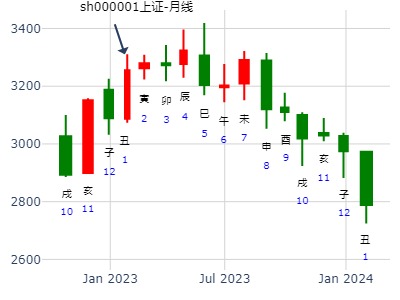 sh000001上证-月线
3400
3200
3000
2800
2600
戌
10
亥
11
子
12
丑
1
寅
2
卯
3
辰
4
巳
5
午
6
未
7
申
8
酉
9
戌
10
亥
11
子
12
丑
1
Jan 2023
Jul 2023
Jan 2024